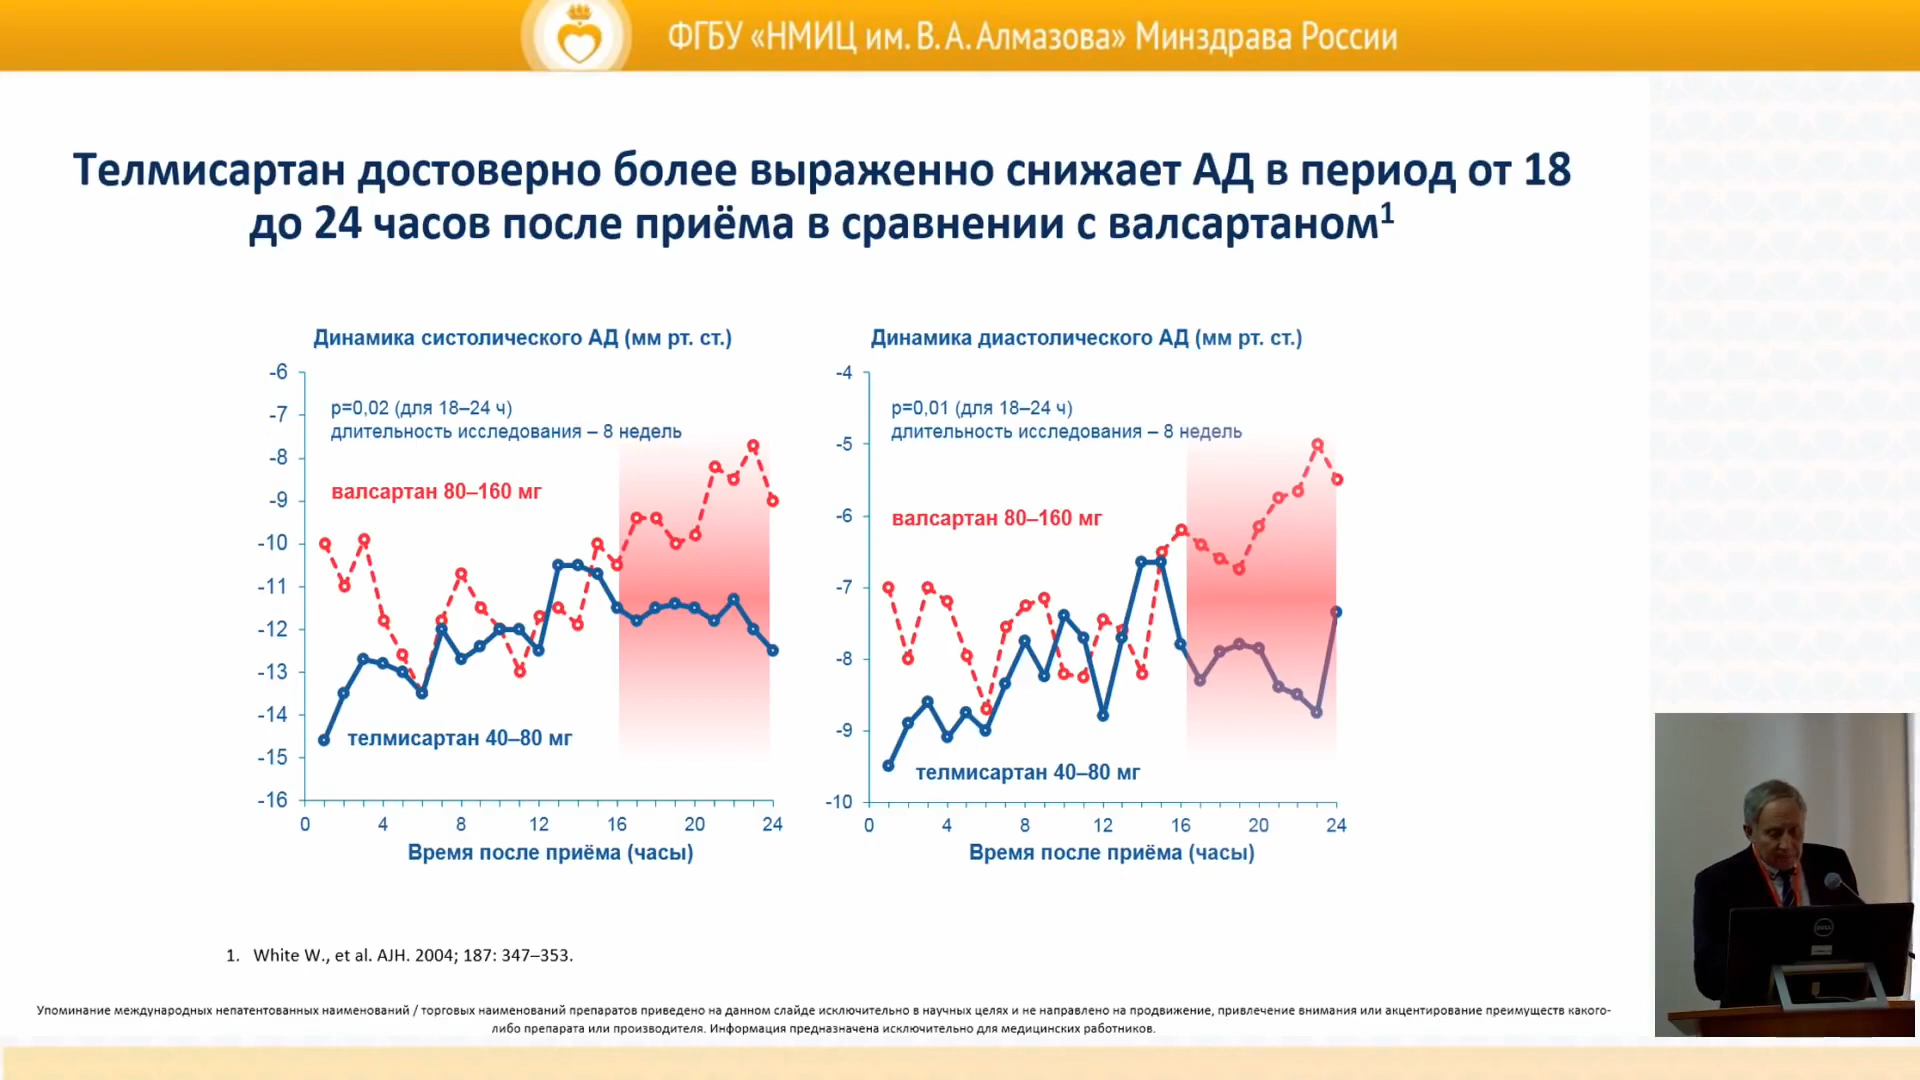 ФГБУ «НМИЦ им. В. А. Алмазова» Минздрава России
Телмисартан достоверно более выраженно снижает АД в период от 18
до 24 часов после приёма в сравнении с валсартаном¹
Динамика систолического АД (мм рт. ст.)
-6
-7
-8
-9
-10
-11
-12
-13
-14
-15
-16
p=0,02 (для 18–24 ч)
длительность исследования – 8 недель
валсартан 80–160 мг
телмисартан 40–80 мг
0 4 8 12 16 20 24
Время после приёма (часы)
Динамика диастолического АД (мм рт. ст.)
-4
-5
-6
-7
-8
-9
-10
p=0,01 (для 18–24 ч)
длительность исследования – 8 недель
валсартан 80–160 мг
телмисартан 40–80 мг
0 4 8 12 16 20 24
Время после приёма (часы)
1. White W., et al. AJH. 2004; 187: 347–353.
Упоминание международных непатентованных наименований / торговых наименований препаратов приведено на данном слайде исключительно в научных целях и не направлено на продвижение, привлечение внимания или акцентирование преимуществ какого-
либо препарата или производителя. Информация предназначена исключительно для медицинских работников.
DELL